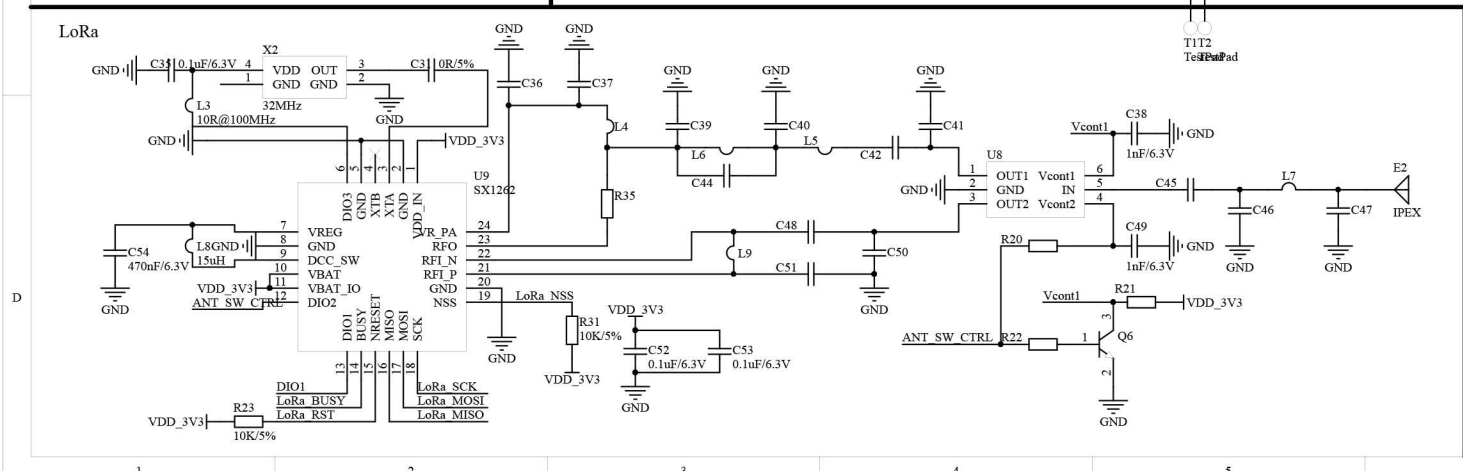 LoRa
T1T2
X2
GND
C35
0.1uF/6.3V
4
VDD OUT
3
C31
0R/5%
1
GND GND
2
32MHz
GND
L3
10R@100MHz
GND
VDD_3V3
6
5
4
3
2
1
U9
SX1262
DIO3
GND
XTB
XTA
GND
VDD_IN
7
VREG
8
GND
9
DCC_SW
10
VBAT
11
VBAT_IO
12
DIO2
VR_PA
24
RFO
23
RFI_N
22
RFI_P
21
GND
20
NSS
19
DIO1
BUSY
NRESET
MISO
MOSI
SCK
13
14
15
16
17
18
C54
470nF/6.3V
GND
L8
GND
15uH
VDD_3V3
ANT_SW_CTRL
DIO1
LoRa_BUSY
LoRa_RST
LoRa_SCK
LoRa_MOSI
LoRa_MISO
VDD_3V3
R23
10K/5%
GND
C36
GND
C37
L4
R35
GND
C39
GND
C40
L6
C44
L5
C42
GND
C41
C48
L9
C51
C50
GND
GND
LoRa_NSS
R31
10K/5%
VDD_3V3
VDD_3V3
C52
0.1uF/6.3V
C53
0.1uF/6.3V
GND
U8
GND
1
OUT1
2
GND
3
OUT2
Vcont1
6
IN
5
Vcont2
4
Vcont1
C38
GND
1nF/6.3V
C45
L7
C46
GND
C47
GND
E2
IPEX
R20
C49
GND
1nF/6.3V
Vcont1
R21
VDD_3V3
ANT_SW_CTRL
R22
1
3
Q6
2
GND
D
1
2
3
4
5